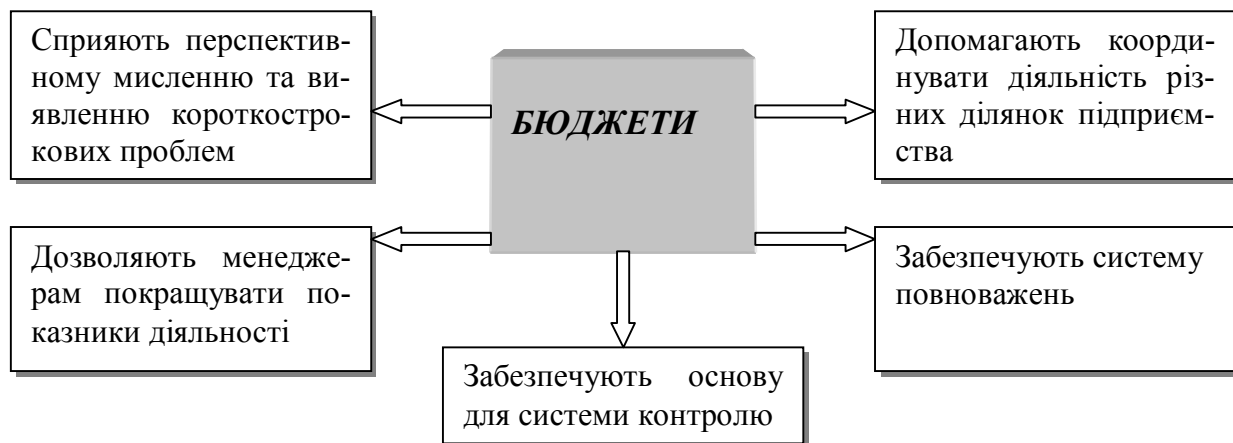 Сприяють перспектив-
ному мисленню та ви-
явленню короткостро-
кових проблем
БЮДЖЕТИ
Допомагають коорди-
нувати діяльність різ-
них ділянок підприєм-
ства
Дозволяють менедже-
рам покращувати по-
казники діяльності
Забезпечують систему
повноважень
Забезпечують основу
для системи контролю